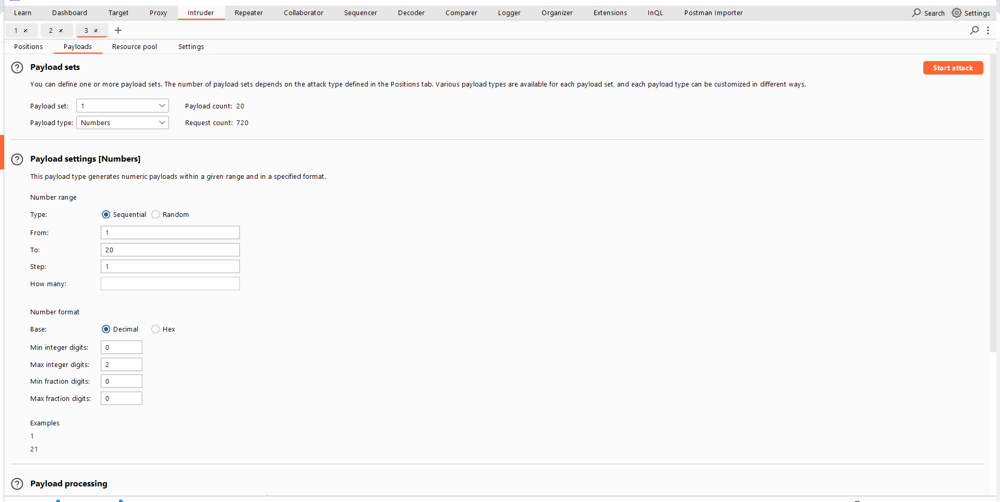 Learn Dashboard Target Proxy Intruder Repeater Collaborator Sequencer Decoder Comparer Logger Organizer Extensions InQL Postman Importer Search Settings
1 × 2 × 3 × +
Positions Payloads Resource pool Settings
? Payload sets Start attack
You can define one or more payload sets. The number of payload sets depends on the attack type defined in the Positions tab. Various payload types are available for each payload set, and each payload type can be customized in different ways.
Payload set: 1 Payload count: 20
Payload type: Numbers Request count: 720
? Payload settings [Numbers]
This payload type generates numeric payloads within a given range and in a specified format.
Number range
Type: Sequential Random
From: 1
To: 20
Step: 1
How many:
Number format
Base: Decimal Hex
Min integer digits: 0
Max integer digits: 2
Min fraction digits: 0
Max fraction digits: 0
Examples
1
21
? Payload processing